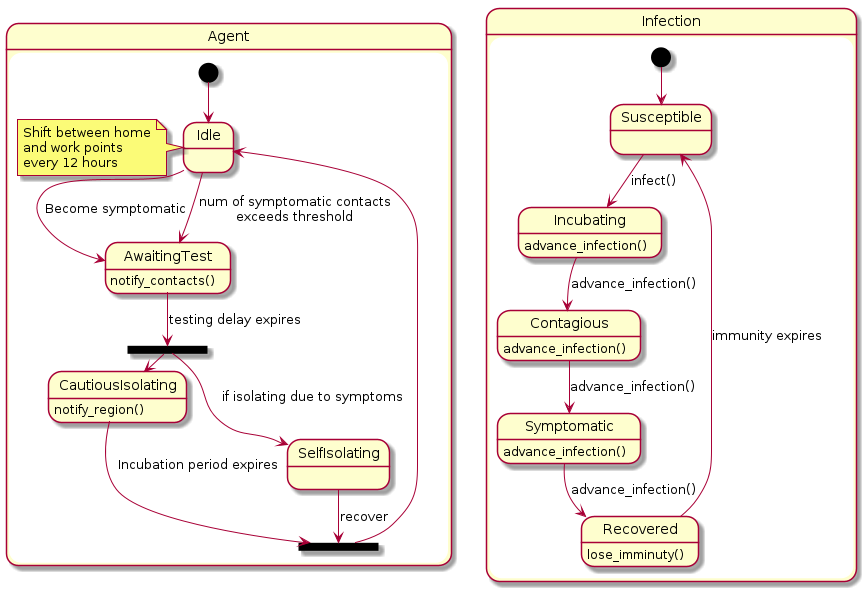 Agent
Idle
Shift between home
and work points
every 12 hours
Become symptomatic
num of symptomatic contacts
exceeds threshold
AwaitingTest
notify_contacts()
testing delay expires
CautiousIsolating
notify_region()
if isolating due to symptoms
SelfIsolating
Incubation period expires
recover
Infection
Susceptible
infect()
Incubating
advance_infection()
advance_infection()
Contagious
advance_infection()
immunity expires
advance_infection()
Symptomatic
advance_infection()
advance_infection()
Recovered
lose_imminuty()